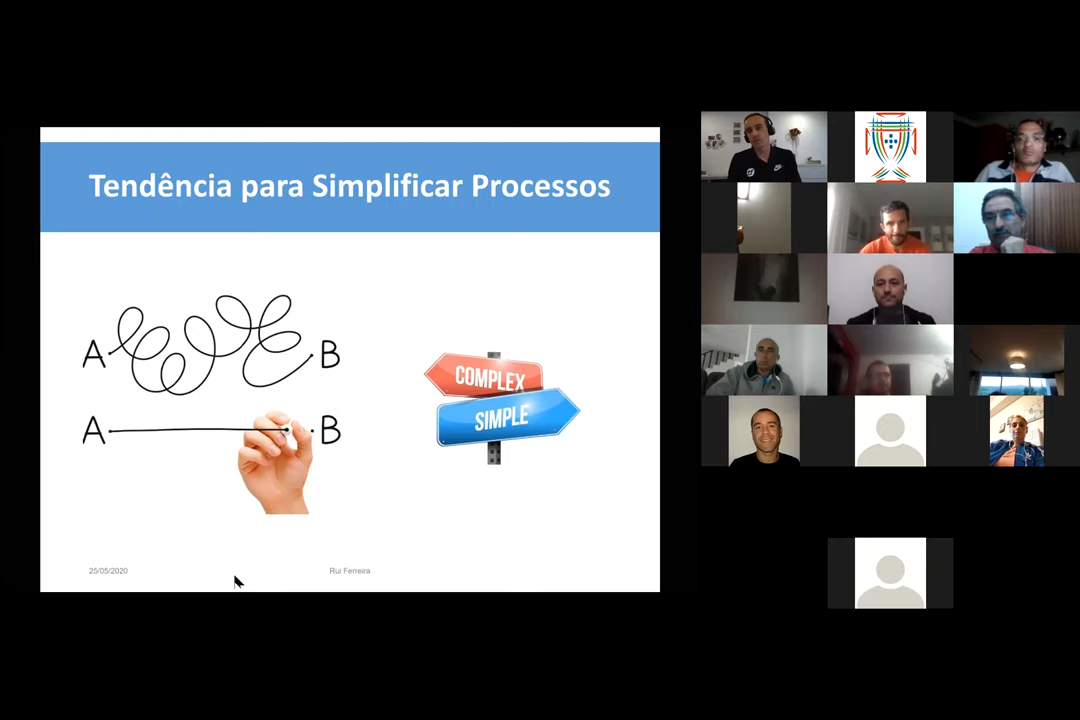 Tendência para Simplificar Processos
A B
COMPLEX
SIMPLE
A B
25/05/2020 Rui Ferreira